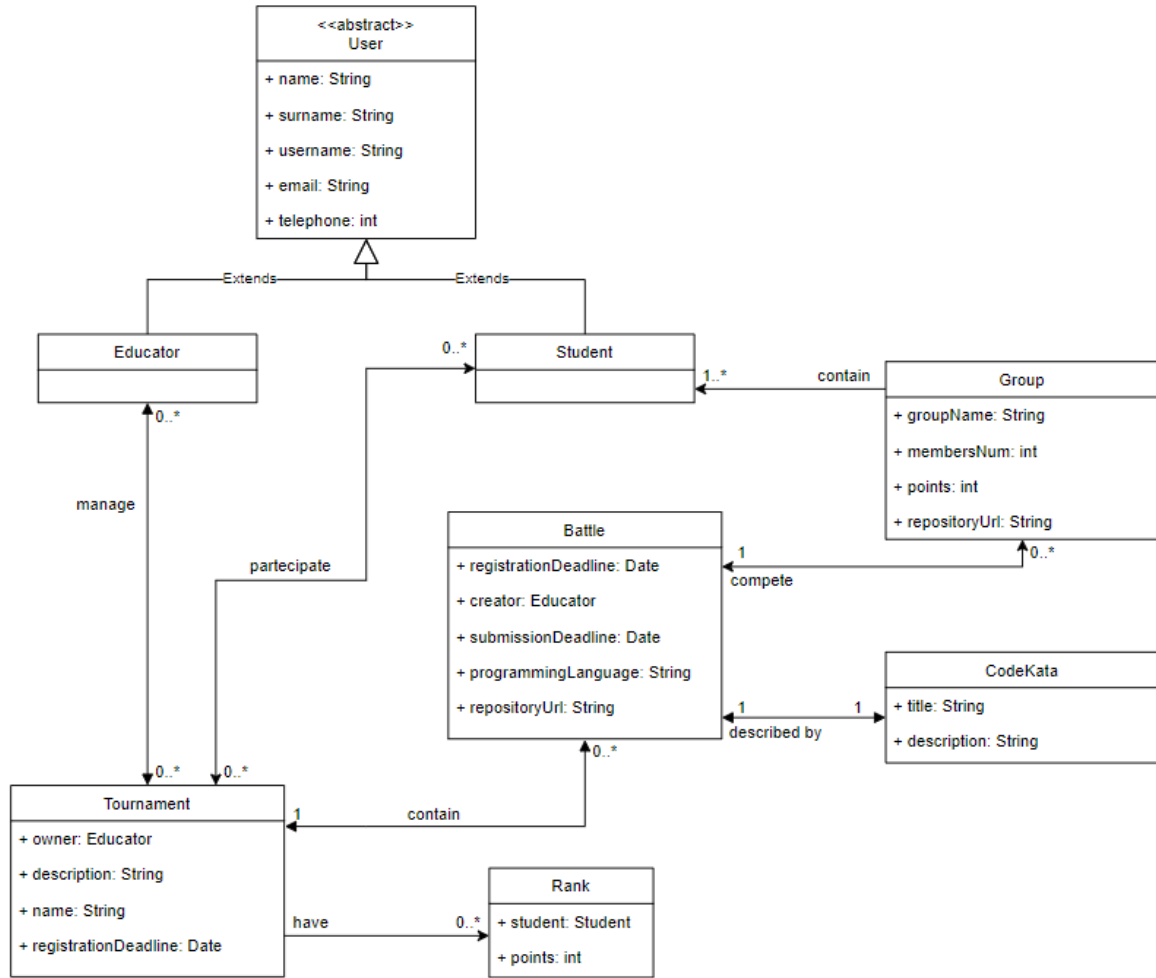 <<abstract>>
User
+ name: String
+ surname: String
+ username: String
+ email: String
+ telephone: int
Extends
Extends
Educator
0..*
Student
0..*
1..*
contain
Group
+ groupName: String
+ membersNum: int
+ points: int
+ repositoryUrl: String
manage
partecipate
Battle
+ registrationDeadline: Date
+ creator: Educator
+ submissionDeadline: Date
+ programmingLanguage: String
+ repositoryUrl: String
1
0..*
compete
CodeKata
+ title: String
+ description: String
1
1
described by
0..*
0..*
0..*
Tournament
+ owner: Educator
+ description: String
+ name: String
+ registrationDeadline: Date
1
contain
have
0..*
Rank
+ student: Student
+ points: int